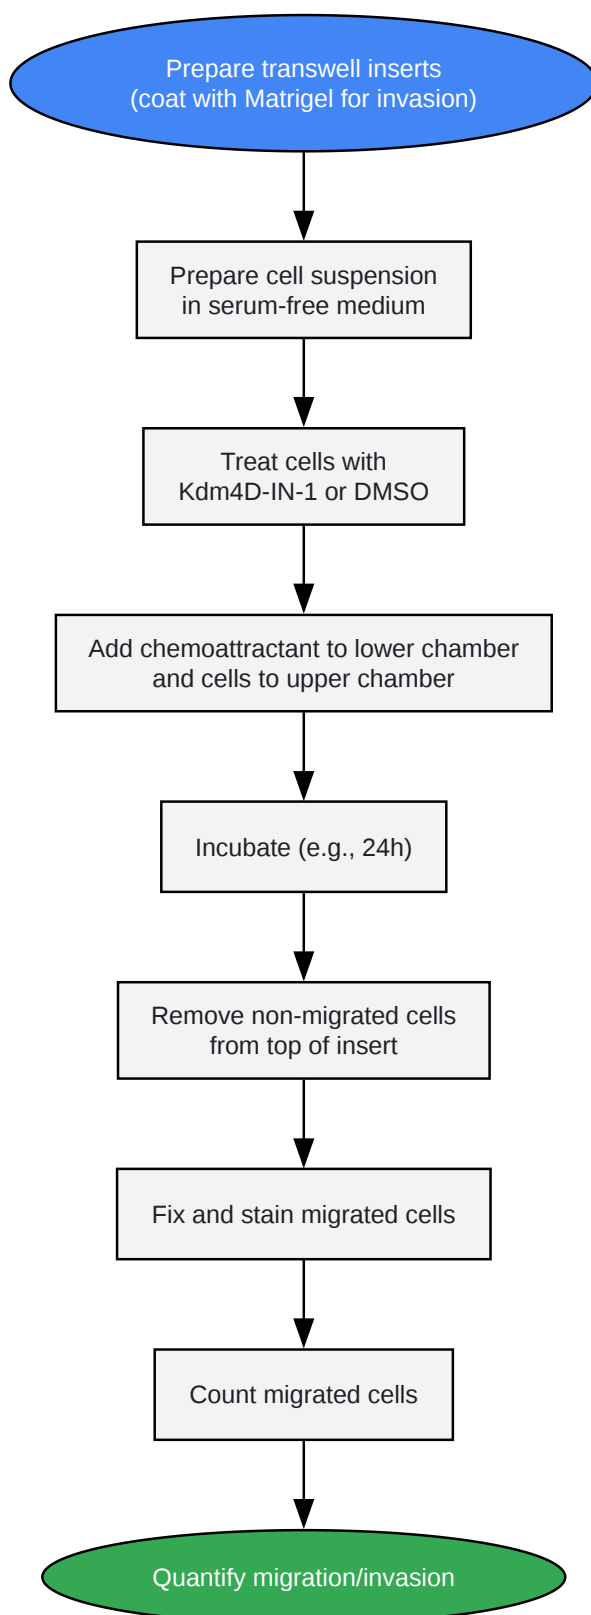 Prepare transwell inserts
(coat with Matrigel for invasion)
Prepare cell suspension
in serum-free medium
Treat cells with
Kdm4D-IN-1 or DMSO
Add chemoattractant to lower chamber
and cells to upper chamber
Incubate (e.g., 24h)
Remove non-migrated cells
from top of insert
Fix and stain migrated cells
Count migrated cells
Quantify migration/invasion